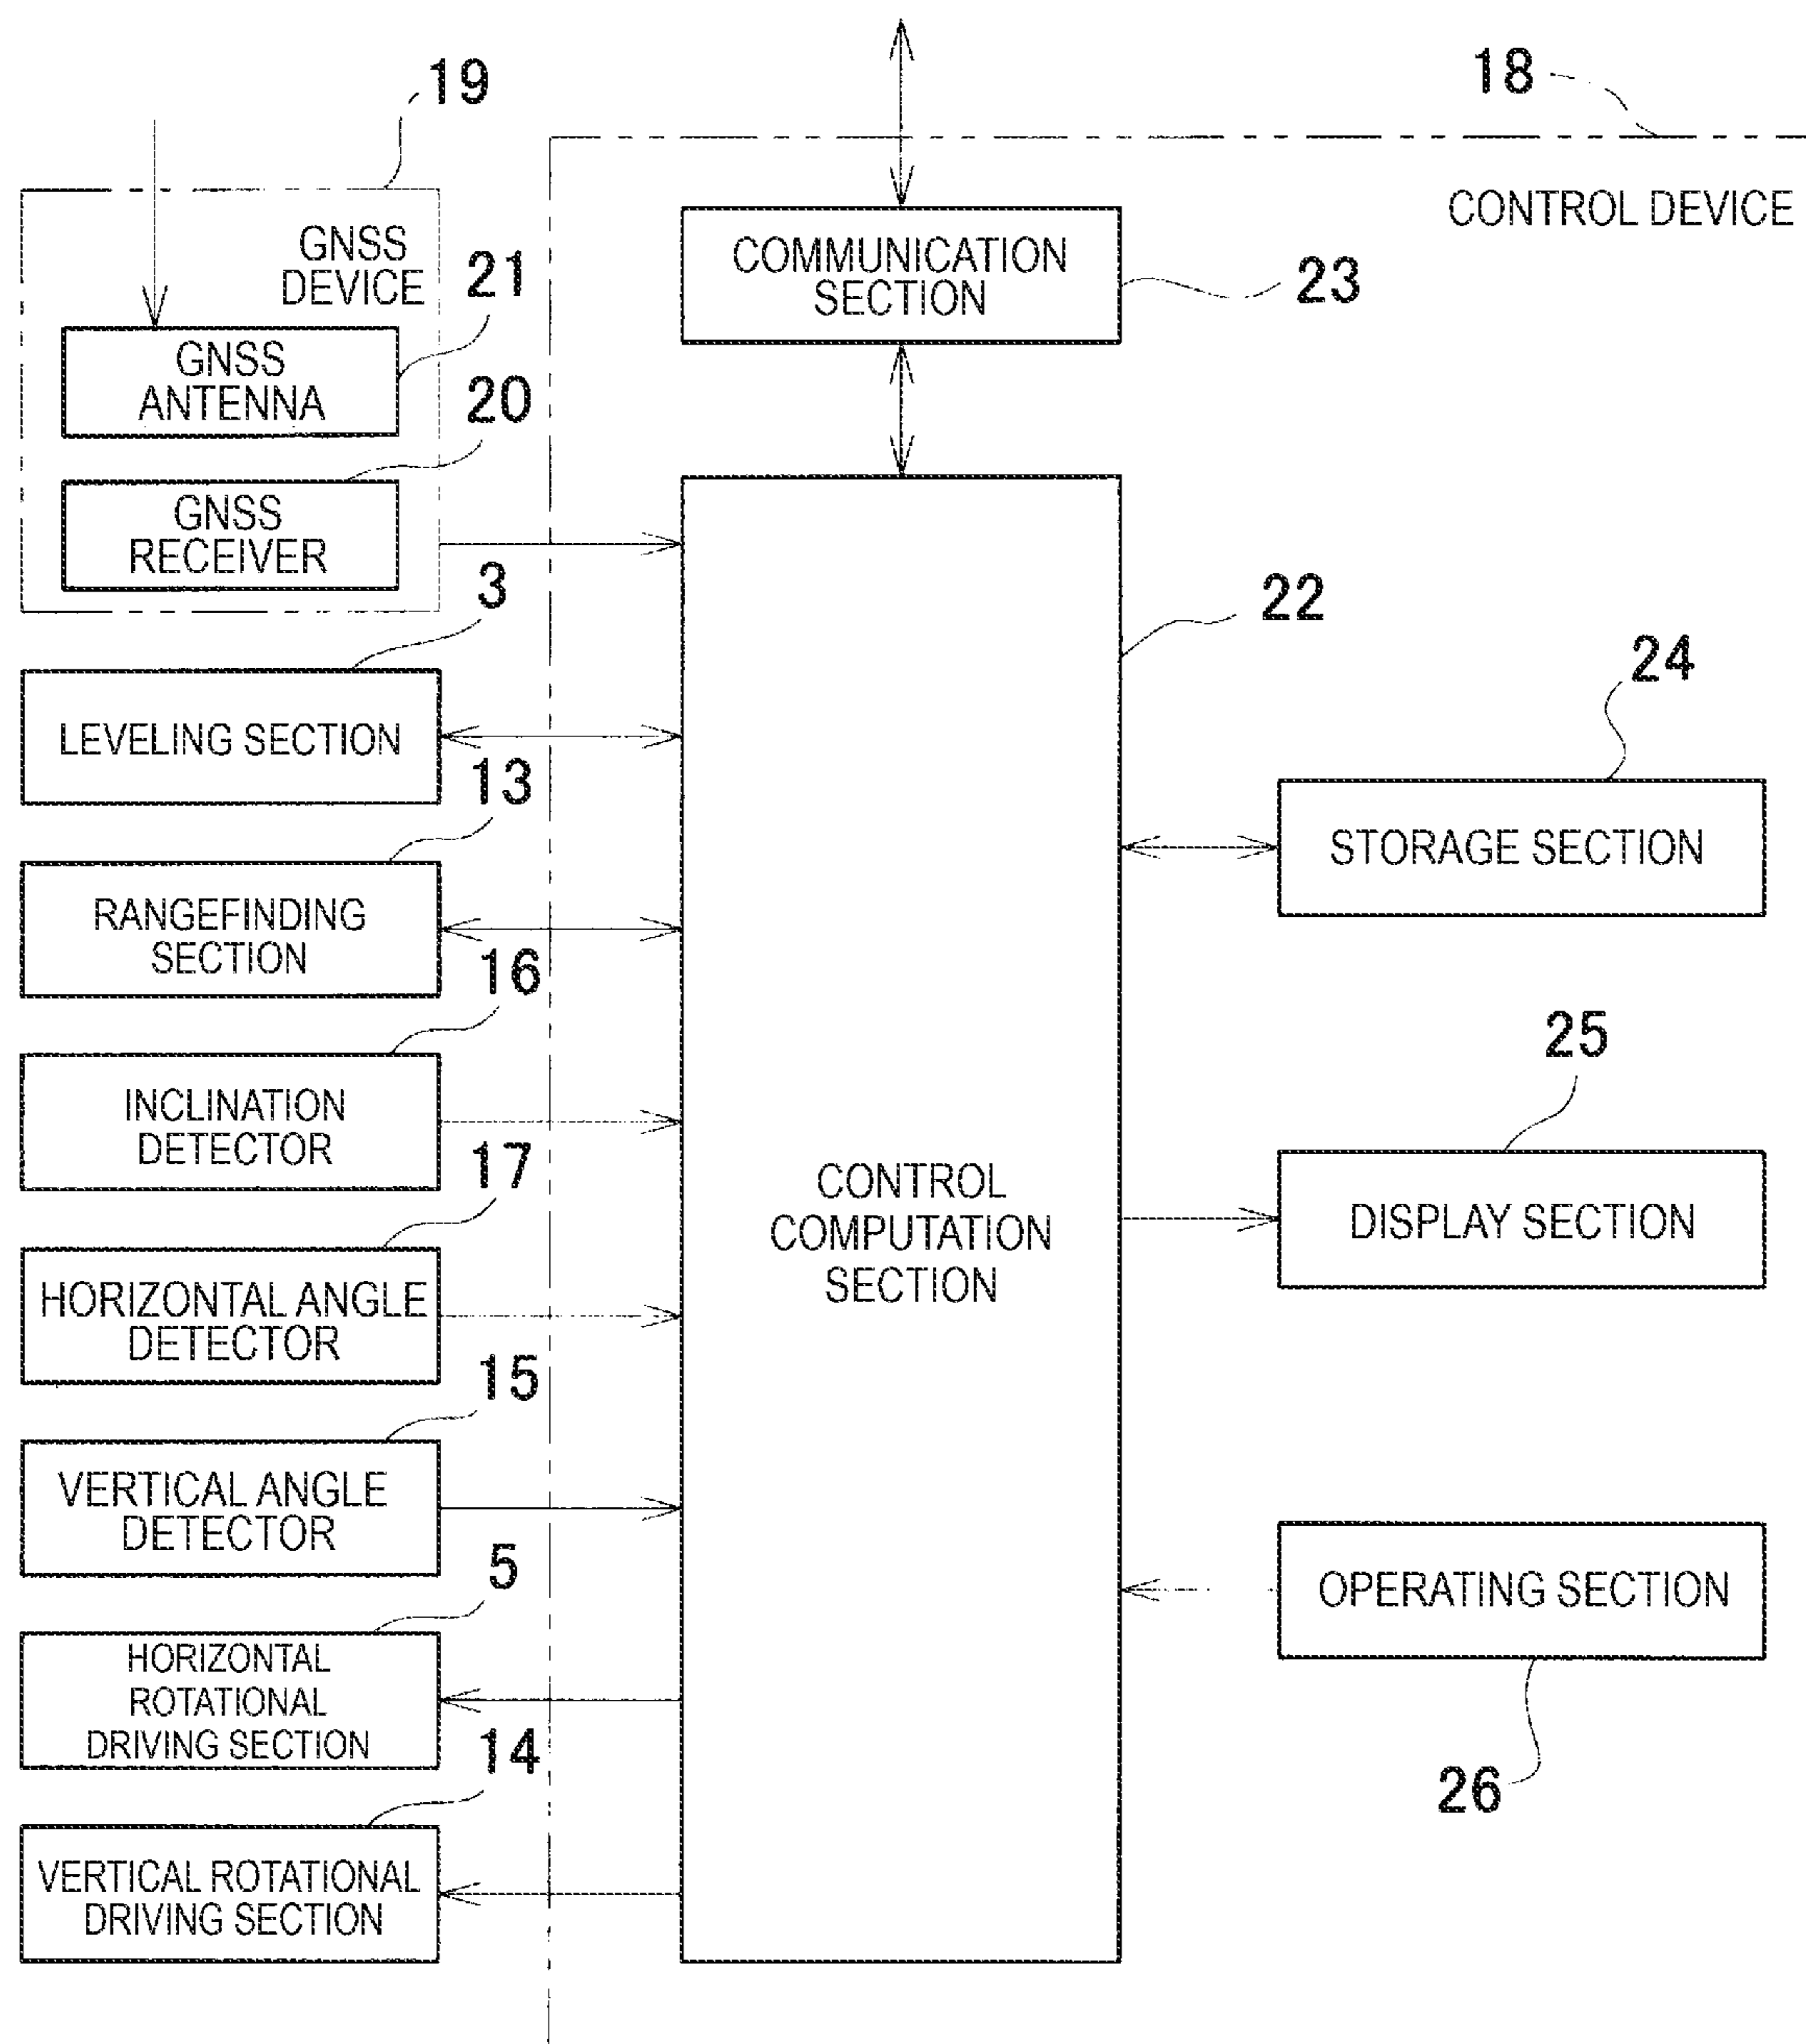 19
18
GNSS
DEVICE
CONTROL DEVICE
COMMUNICATION
SECTION
23
21
GNSS
ANTENNA
20
GNSS
RECEIVER
3
22
LEVELING SECTION
24
13
STORAGE SECTION
RANGEFINDING
SECTION
16
25
INCLINATION
DETECTOR
17
CONTROL
COMPUTATION
SECTION
DISPLAY SECTION
HORIZONTAL ANGLE
DETECTOR
15
VERTICAL ANGLE
DETECTOR
5
OPERATING SECTION
HORIZONTAL
ROTATIONAL
DRIVING SECTION
14
26
VERTICAL ROTATIONAL
DRIVING SECTION